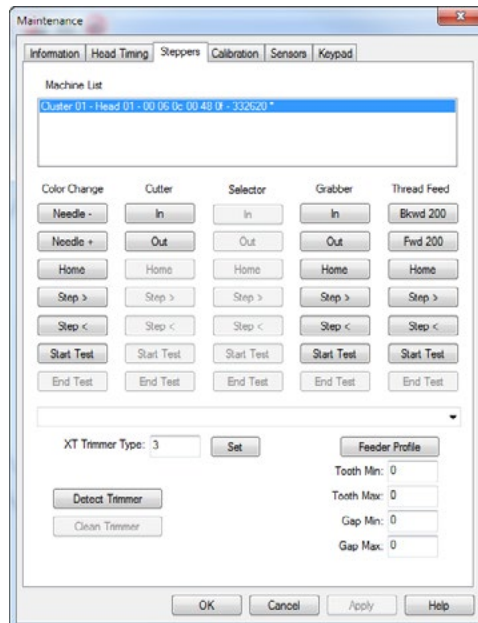 Maintenance
Information Head Timing Steppers Calibration Sensors Keypad
Machine List
Cluster 01 - Head 01 - 00 06 0c 00 48 0f - 332620 *
Color Change Cutter Selector Grabber Thread Feed
Needle - In In In Bkwd 200
Needle + Out Out Out Fwd 200
Home Home Home Home Home
Step > Step > Step > Step > Step >
Step < Step < Step < Step < Step <
Start Test Start Test Start Test Start Test Start Test
End Test End Test End Test End Test End Test
XT Trimmer Type: 3 Set Feeder Profile
Tooth Min: 0
Detect Trimmer Tooth Max: 0
Clean Trimmer Gap Min: 0
Gap Max: 0
OK Cancel Apply Help